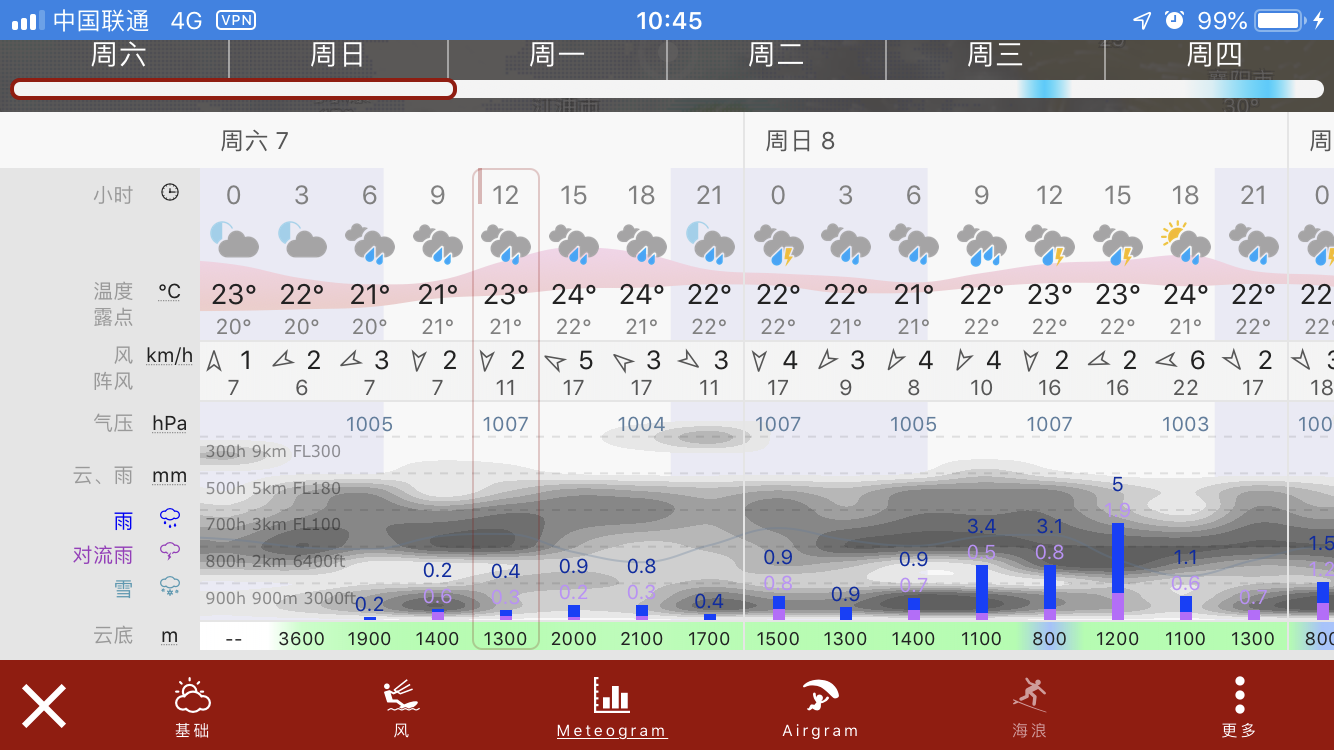 中国联通 4G VPN 10:45 99%
周六 周日 周一 周二 周三 周四
30°
周六 7 周日 8 周
小时 0 3 6 9 12 15 18 21 0 3 6 9 12 15 18 21 0
温度 °C 23° 22° 21° 21° 23° 24° 24° 22° 22° 22° 21° 22° 23° 23° 24° 22° 22
露点 20° 20° 20° 21° 21° 22° 22° 22° 22° 21° 21° 22° 22° 22° 22° 22° 22°
风 km/h 1 2 3 2 2 5 3 3 4 3 4 4 2 2 6 2 3
阵风 7 6 7 7 11 17 17 11 17 9 8 10 16 16 22 17 18
气压 hPa 1005 1007 1004 1007 1005 1007 1003 100
300h 9km FL300
云、雨 mm
500h 5km FL180 5
1.9
雨 700h 3km FL100 3.4 3.1
对流雨 800h 2km 6400ft 0.9 0.8 0.9 0.9 0.5 0.8 1.1 1.5
0.2 0.4
雪 900h 900m 3000ft 0.6 0.3 0.2 0.3 0.8 0.7 0.6 0.7
0.2 0.4 0.9
云底 m -- 3600 1900 1400 1300 2000 2100 1700 1500 1300 1400 1100 800 1200 1100 1300 800
基础 风 Meteogram Airgram 海浪 更多